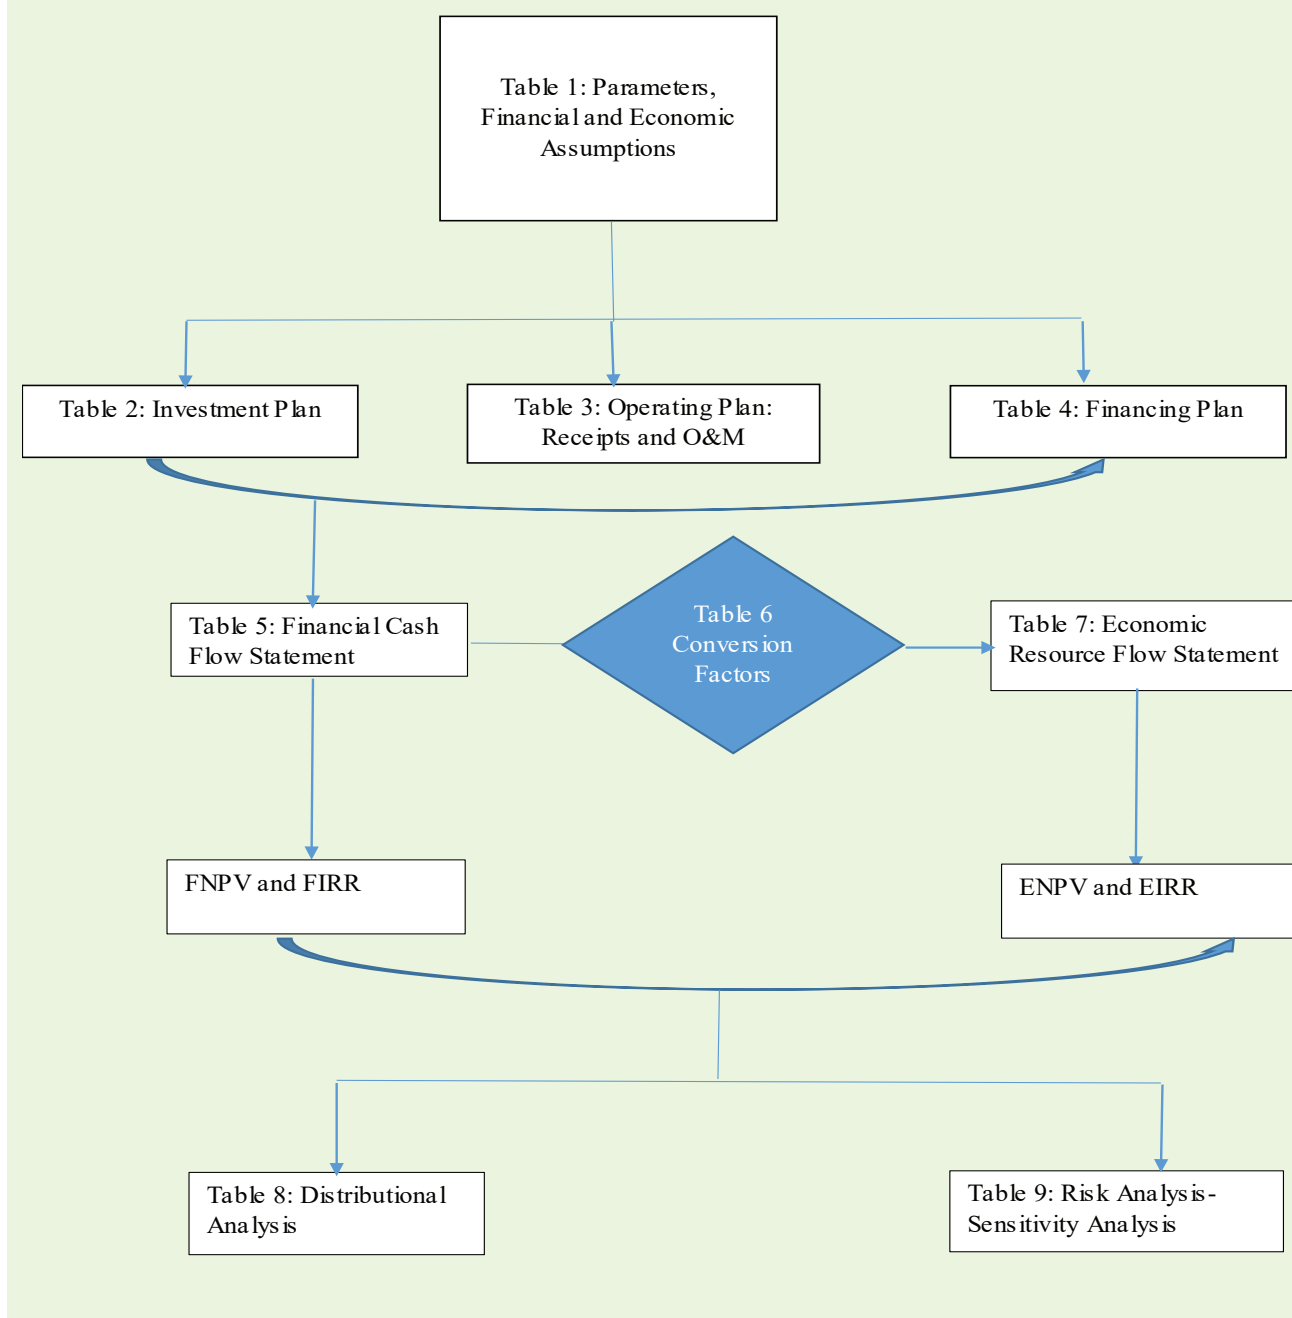 Table 1: Parameters,
Financial and Economic
Assumptions
Table 2: Investment Plan
Table 3: Operating Plan:
Receipts and O&M
Table 4: Financing Plan
Table 5: Financial Cash
Flow Statement
Table 6
Conversion
Factors
Table 7: Economic
Resource Flow Statement
FNPV and FIRR
ENPV and EIRR
Table 8: Distributional
Analysis
Table 9: Risk Analysis-
Sensitivity Analysis